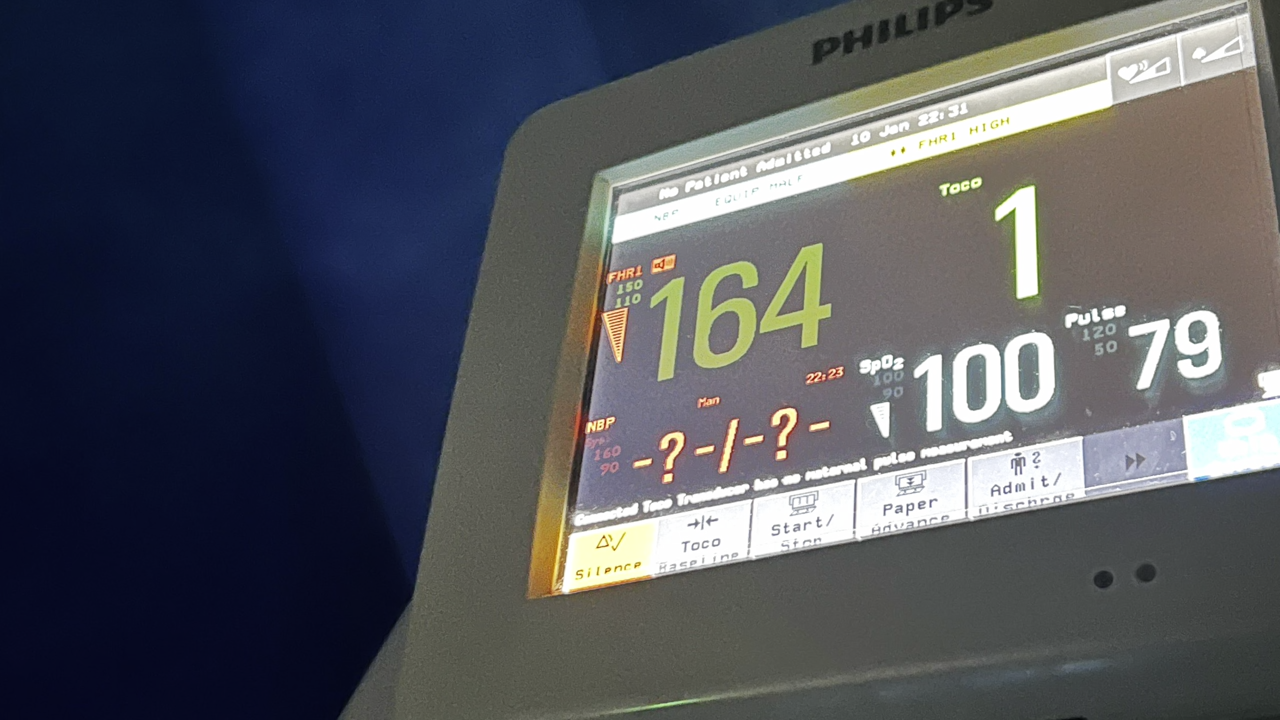 PHILIPS
No Patient Admitted 10 Jan 22:31
NBP EQUIP MALF ** FHR1 HIGH
FHR1
150
110
164
Toco
1
22:23
SpO₂
100
90
100
Pulse
120
50
79
NBP
Sys.
160
90
Man
-?-/-?-
Connected Toco Transducer has no maternal pulse measurement
Silence
Toco
Baseline
Start/
Stop
Paper
Advance
Admit/
Dischrge